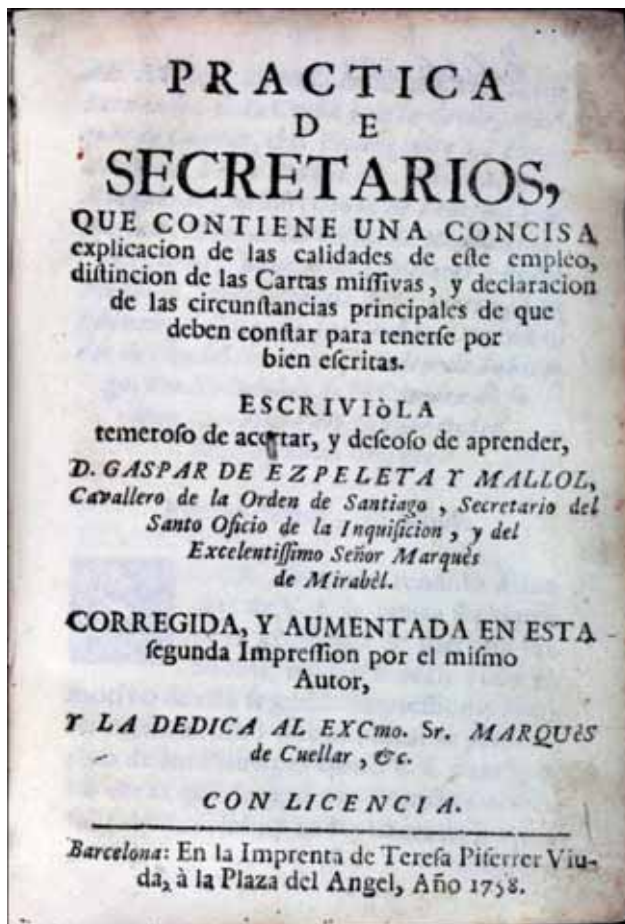 PRACTICA
DE
SECRETARIOS,
QUE CONTIENE UNA CONCISA
explicacion de las calidades de eſte empleo,
diſtincion de las Cartas miſſivas, y declaracion
de las circunſtancias principales de que
deben conſtar para tenerſe por
bien eſcritas.
ESCRIVIòLA
temeroſo de acertar, y deſeoſo de aprender,
D. GASPAR DE EZPELETA Y MALLOL,
Cavallero de la Orden de Santiago, Secretario del
Santo Oficio de la Inquiſicion, y del
Excelentiſſimo Señor Marquès
de Mirabèl.
CORREGIDA, Y AUMENTADA EN ESTA
ſegunda Impreſſion por el miſmo
Autor,
Y LA DEDICA AL EXCmo. Sr. MARQUèS
de Cuellar, &c.
CON LICENCIA.
Barcelona: En la Imprenta de Tereſa Piferrer Viu-
da, à la Plaza del Angel, Año 1758.